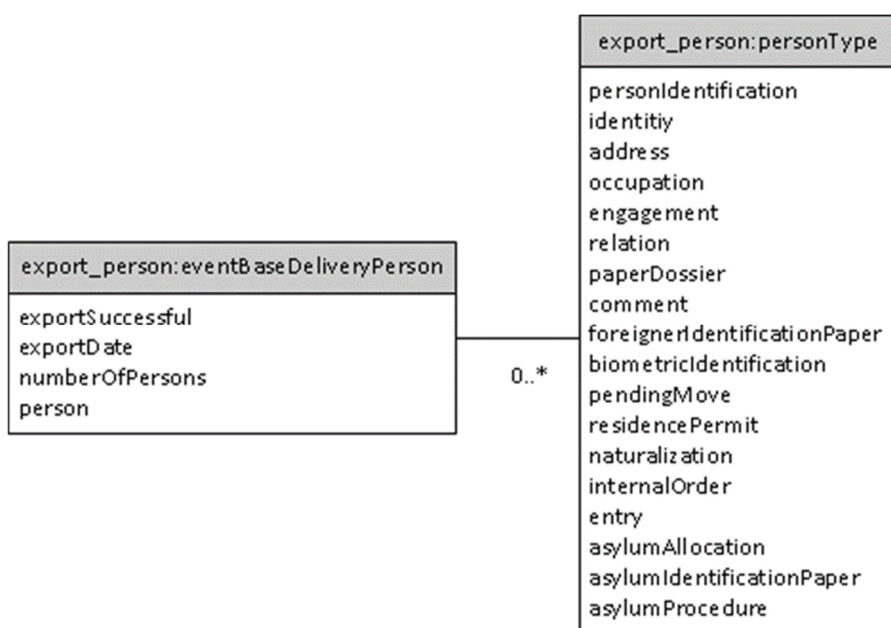 export_person:personType
personIdentification
identitiy
address
occupation
engagement
relation
paperDossier
comment
foreignerIdentificationPaper
biometricIdentification
pendingMove
residencePermit
naturalization
internalOrder
entry
asylumAllocation
asylumIdentificationPaper
asylumProcedure
export_person:eventBaseDeliveryPerson
exportSuccessful
exportDate
numberOfPersons
person
0..*